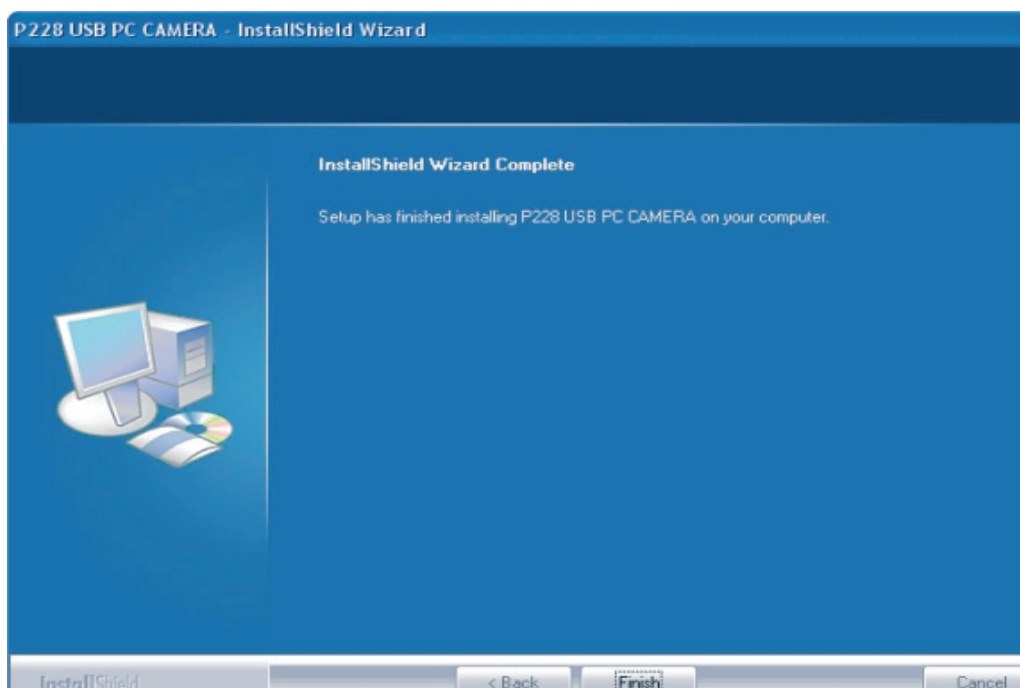 P228 USB PC CAMERA - InstallShield Wizard
InstallShield Wizard Complete
Setup has finished installing P228 USB PC CAMERA on your computer.
InstallShield
< Back
Finish
Cancel